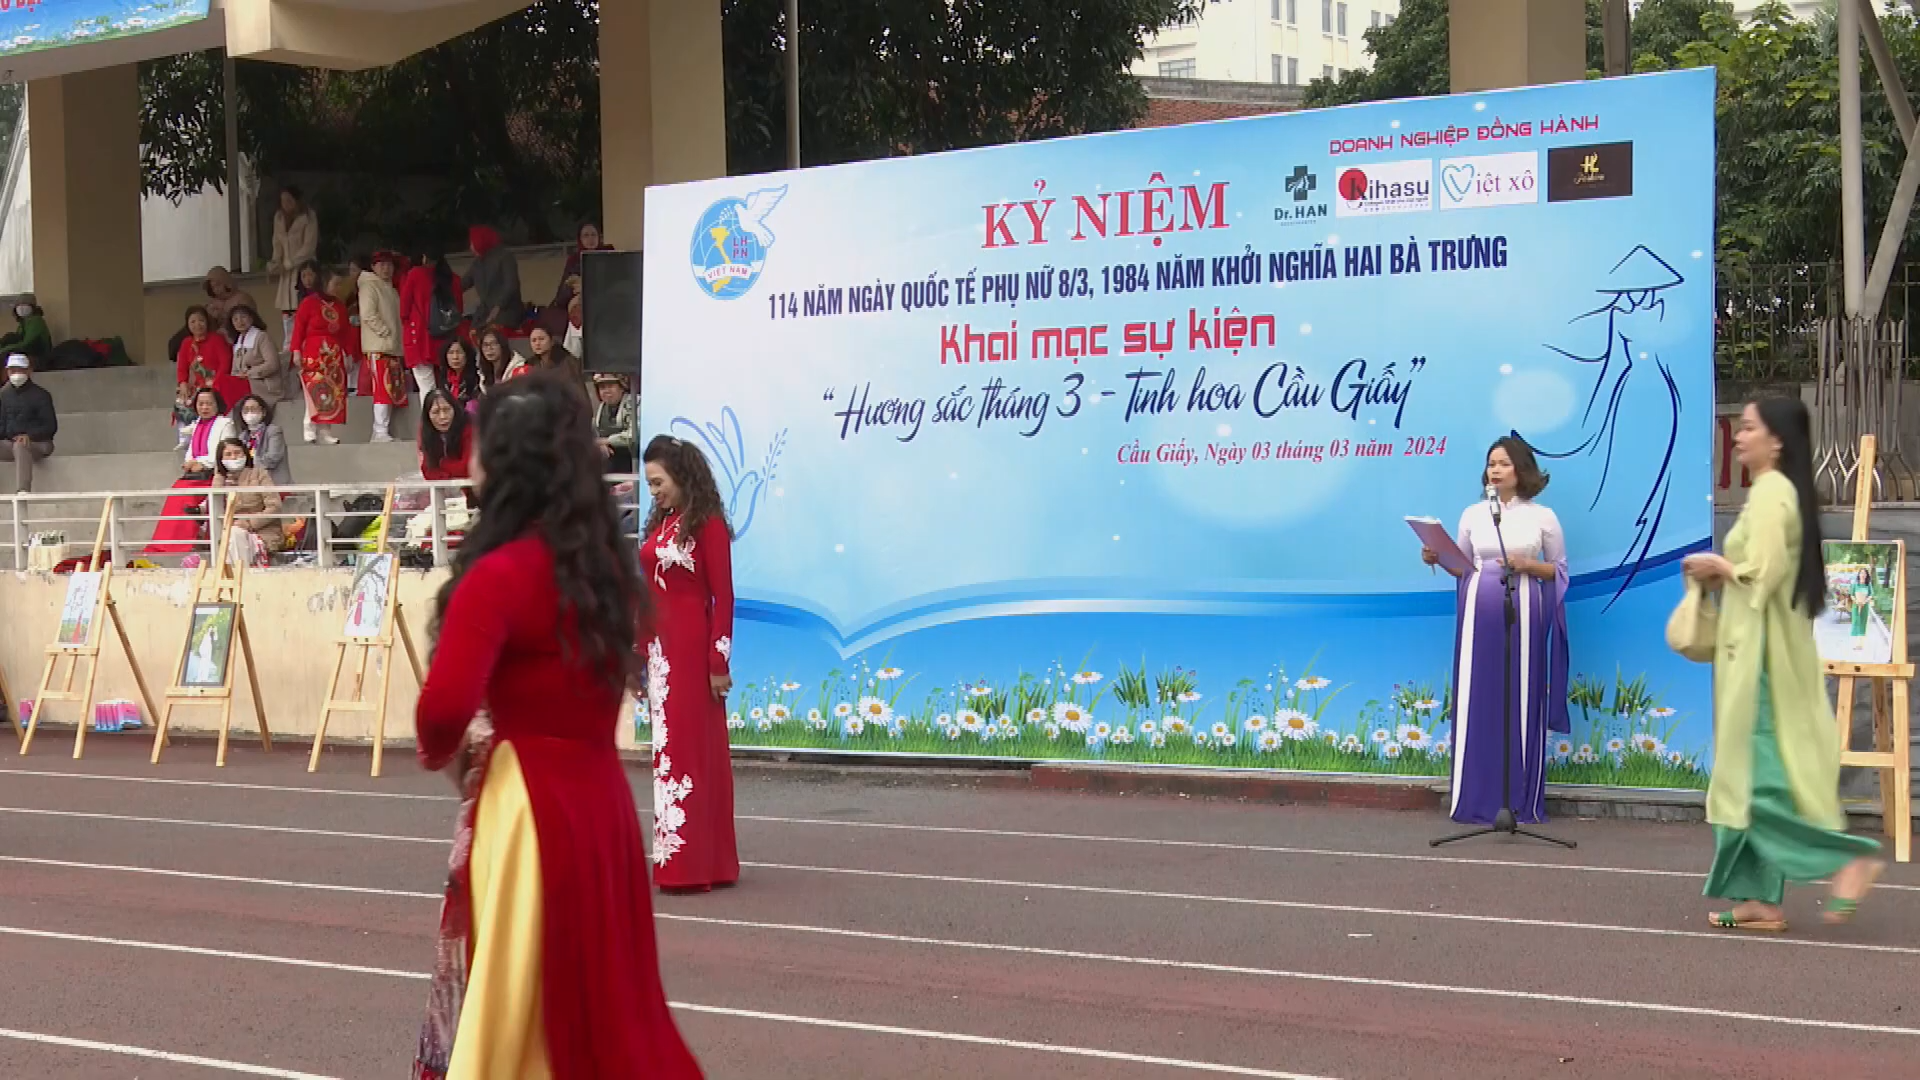 DOANH NGHIỆP ĐỒNG HÀNH
Dr.HAN
Kihasu
Việt xô
LH
PN
VIỆT NAM
KỶ NIỆM
114 NĂM NGÀY QUỐC TẾ PHỤ NỮ 8/3, 1984 NĂM KHỞI NGHĨA HAI BÀ TRƯNG
Khai mạc sự kiện
“Hương sắc tháng 3 - Tinh hoa Cầu Giấy”
Cầu Giấy, Ngày 03 tháng 03 năm 2024